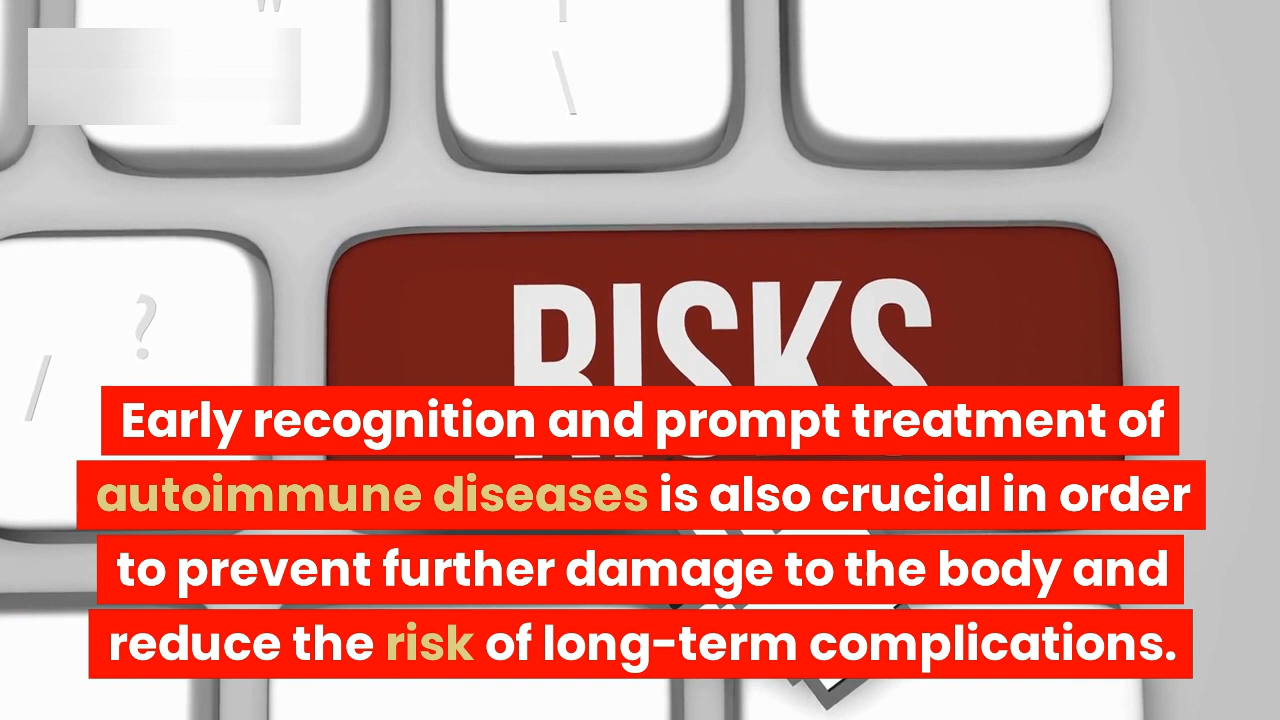 \
?
/
RISKS
Early recognition and prompt treatment of
autoimmune diseases is also crucial in order
to prevent further damage to the body and
reduce the risk of long-term complications.